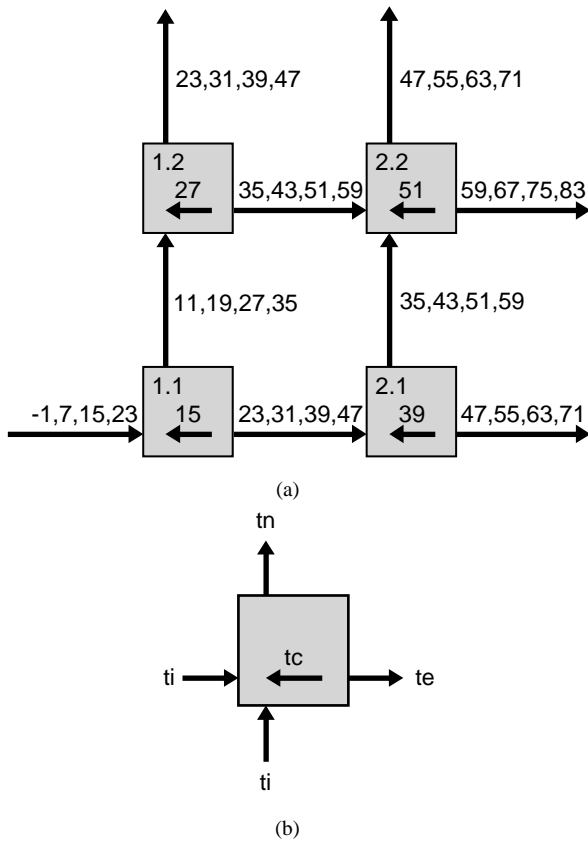 23,31,39,47 47,55,63,71
1.2 2.2
27 35,43,51,59 51 59,67,75,83
11,19,27,35 35,43,51,59
1.1 2.1
-1,7,15,23 15 23,31,39,47 39 47,55,63,71
(a)
tn
tc
ti te
ti
(b)